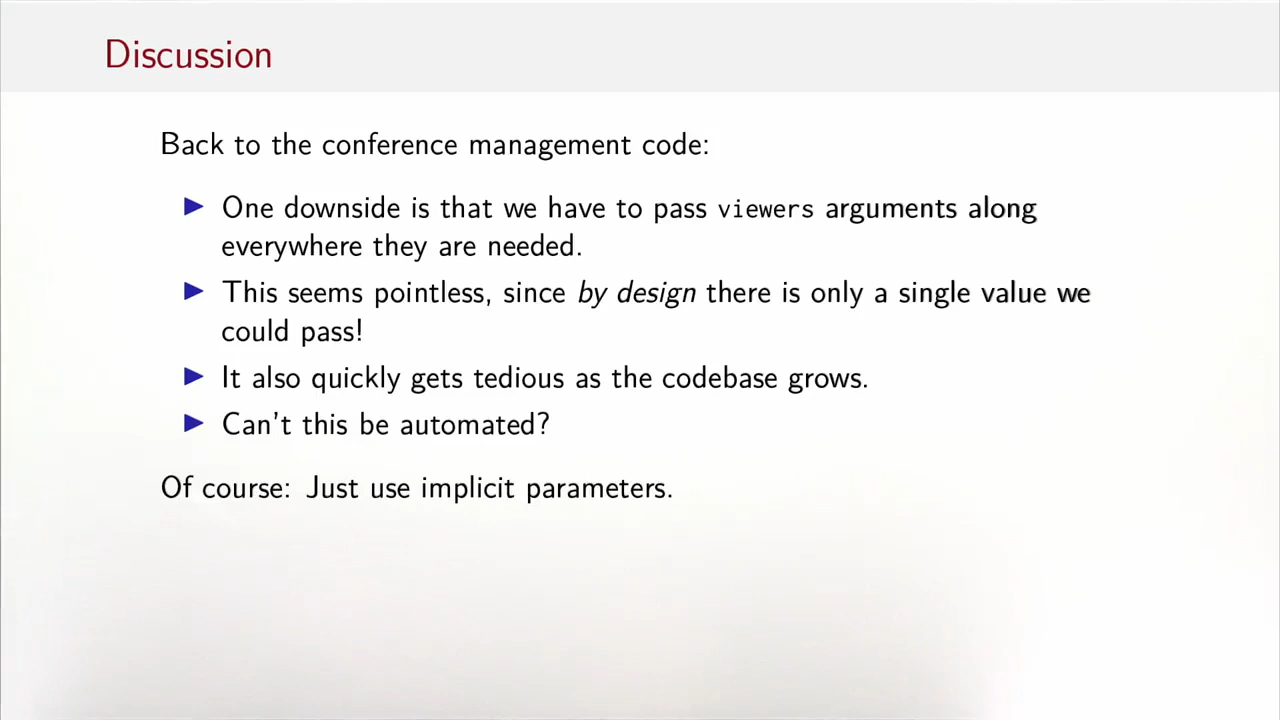 Discussion
Back to the conference management code:
▶ One downside is that we have to pass viewers arguments along
everywhere they are needed.
▶ This seems pointless, since by design there is only a single value we
could pass!
▶ It also quickly gets tedious as the codebase grows.
▶ Can't this be automated?
Of course: Just use implicit parameters.